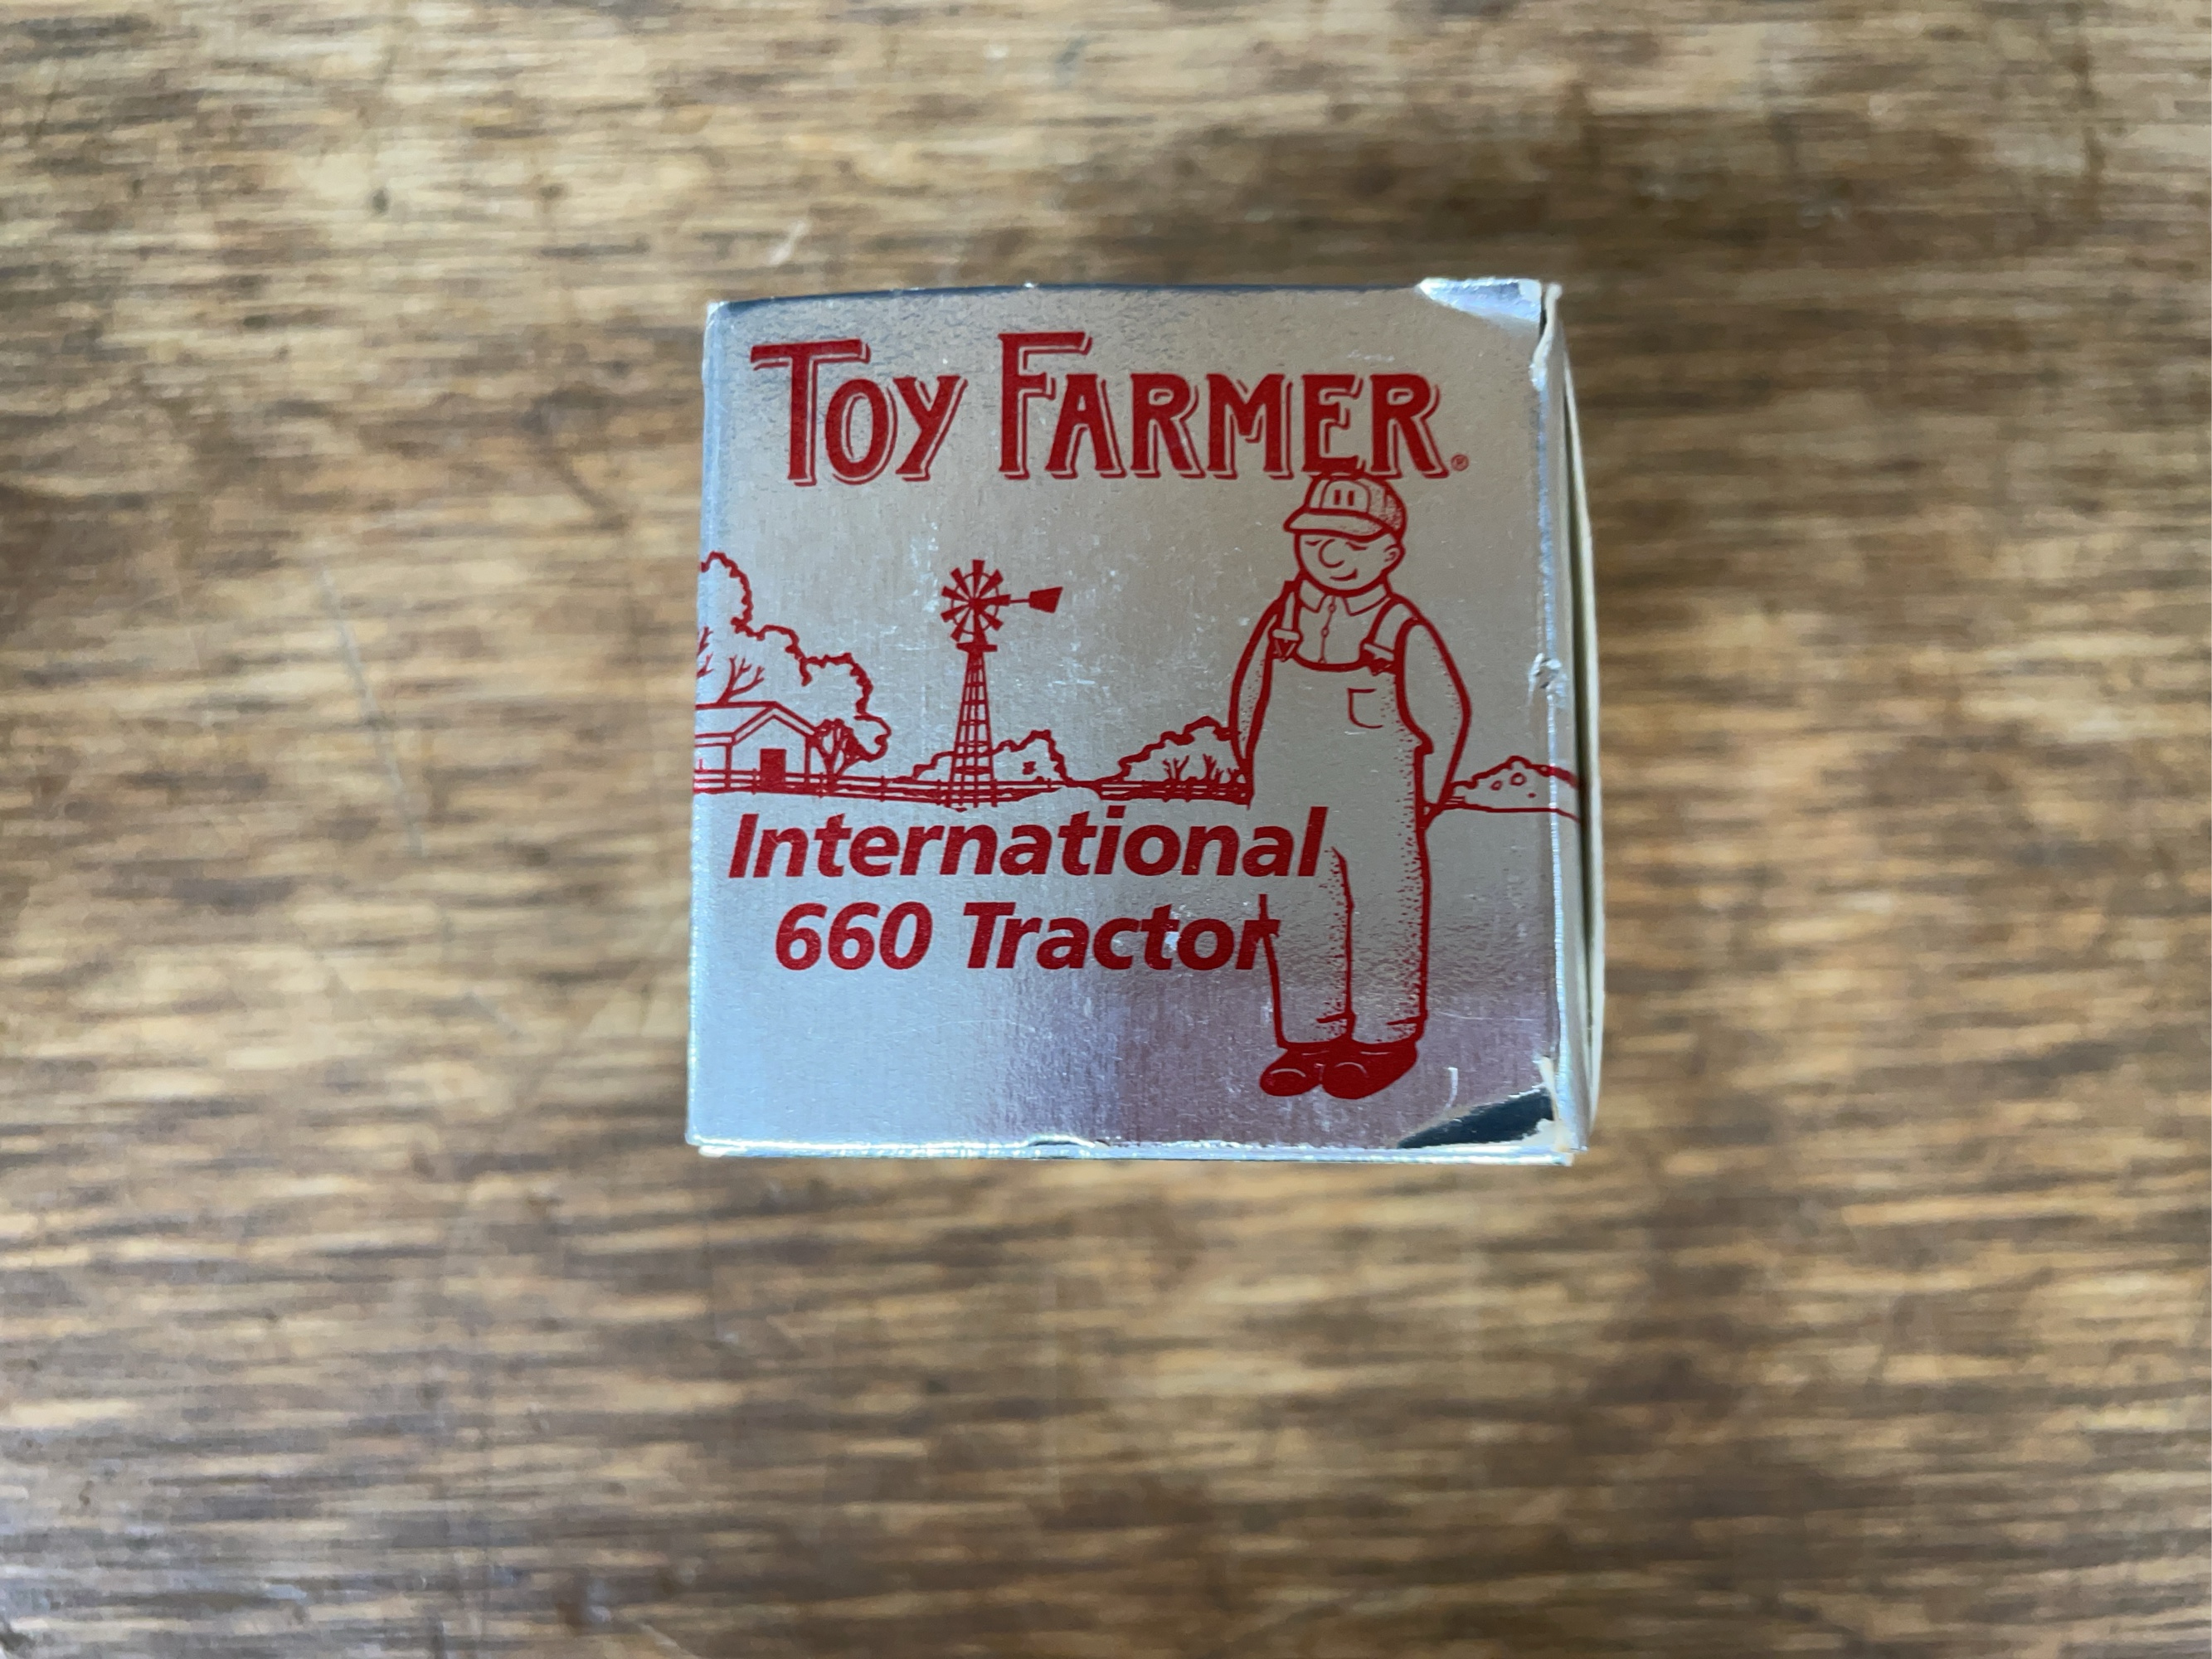 TOY FARMER®
International
660 Tractor